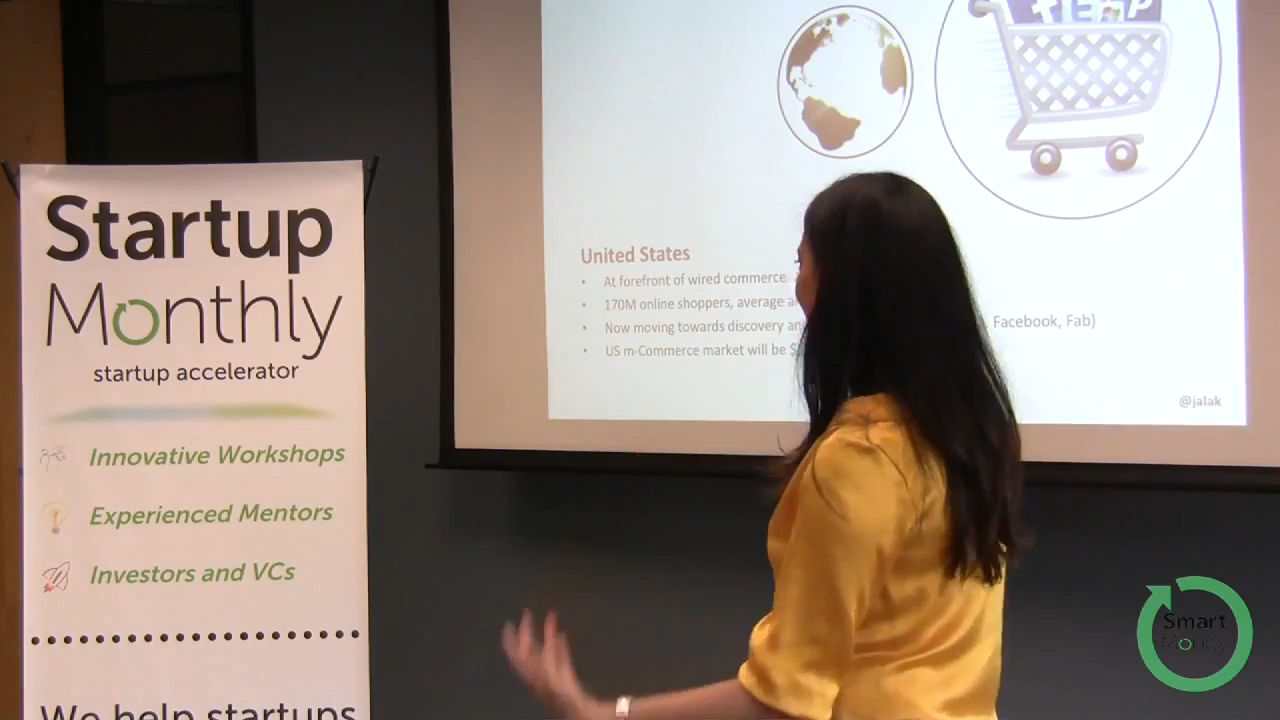 Startup
Monthly
startup accelerator
Innovative Workshops
Experienced Mentors
Investors and VCs
We help startups
United States
• At forefront of wired commerce
• 170M online shoppers, average
• Now moving towards discovery Facebook, Fab)
• US m-Commerce market will be
@jalak
Smart
Money